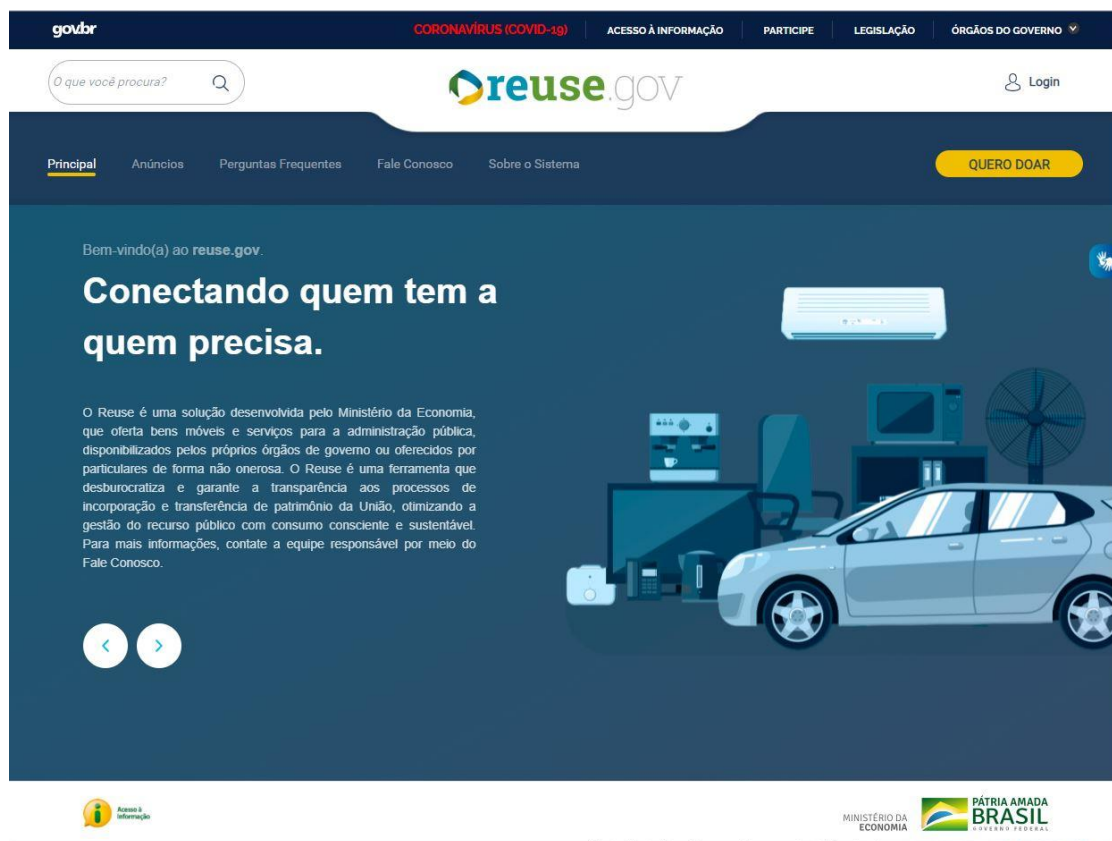 gov.br
CORONAVÍRUS (COVID-19)
ACESSO À INFORMAÇÃO
PARTICIPE
LEGISLAÇÃO
ÓRGÃOS DO GOVERNO
O que você procura?
reuse.gov
Login
Principal
Anúncios
Perguntas Frequentes
Fale Conosco
Sobre o Sistema
QUERO DOAR
Bem-vindo(a) ao reuse.gov.
Conectando quem tem a
quem precisa.
O Reuse é uma solução desenvolvida pelo Ministério da Economia,
que oferta bens móveis e serviços para a administração pública,
disponibilizados pelos próprios órgãos de governo ou oferecidos por
particulares de forma não onerosa. O Reuse é uma ferramenta que
desburocratiza e garante a transparência aos processos de
incorporação e transferência de patrimônio da União, otimizando a
gestão do recurso público com consumo consciente e sustentável.
Para mais informações, contate a equipe responsável por meio do
Fale Conosco.
Acesso à
Informação
MINISTÉRIO DA
ECONOMIA
PÁTRIA AMADA
BRASIL
GOVERNO FEDERAL